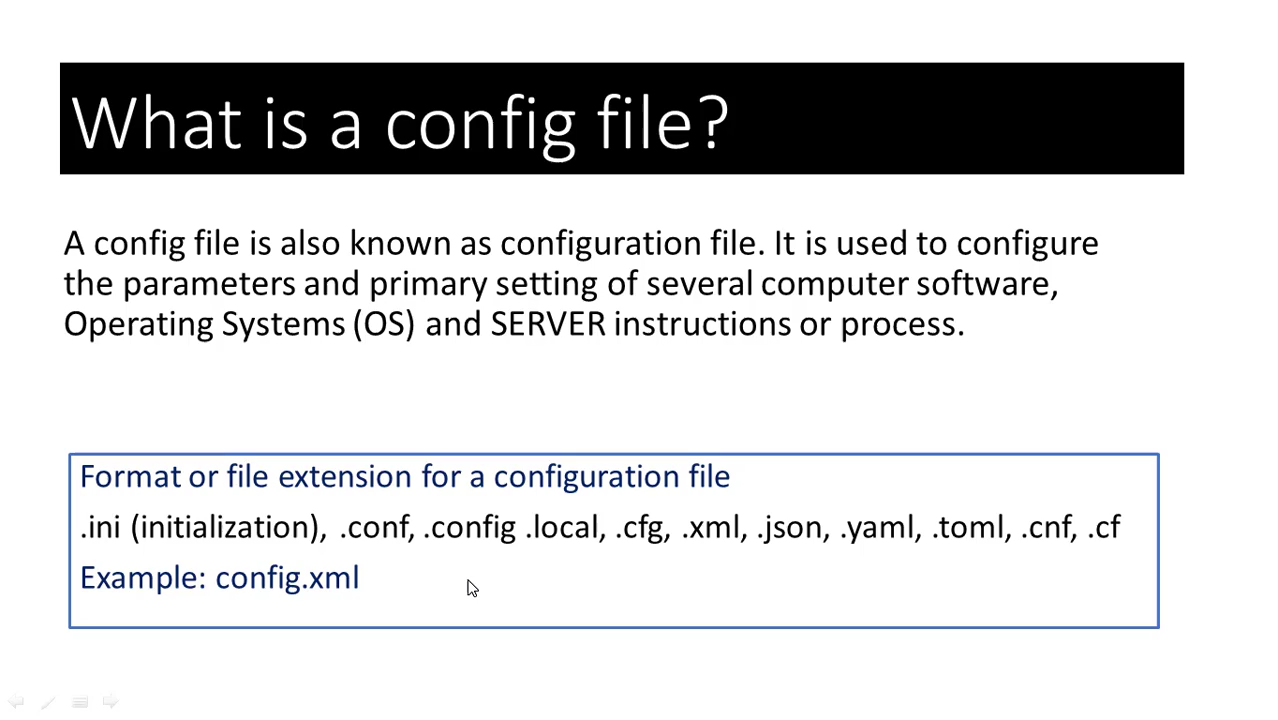 What is a config file?
A config file is also known as configuration file. It is used to configure
the parameters and primary setting of several computer software,
Operating Systems (OS) and SERVER instructions or process.
Format or file extension for a configuration file
.ini (initialization), .conf, .config .local, .cfg, .xml, .json, .yaml, .toml, .cnf, .cf
Example: config.xml